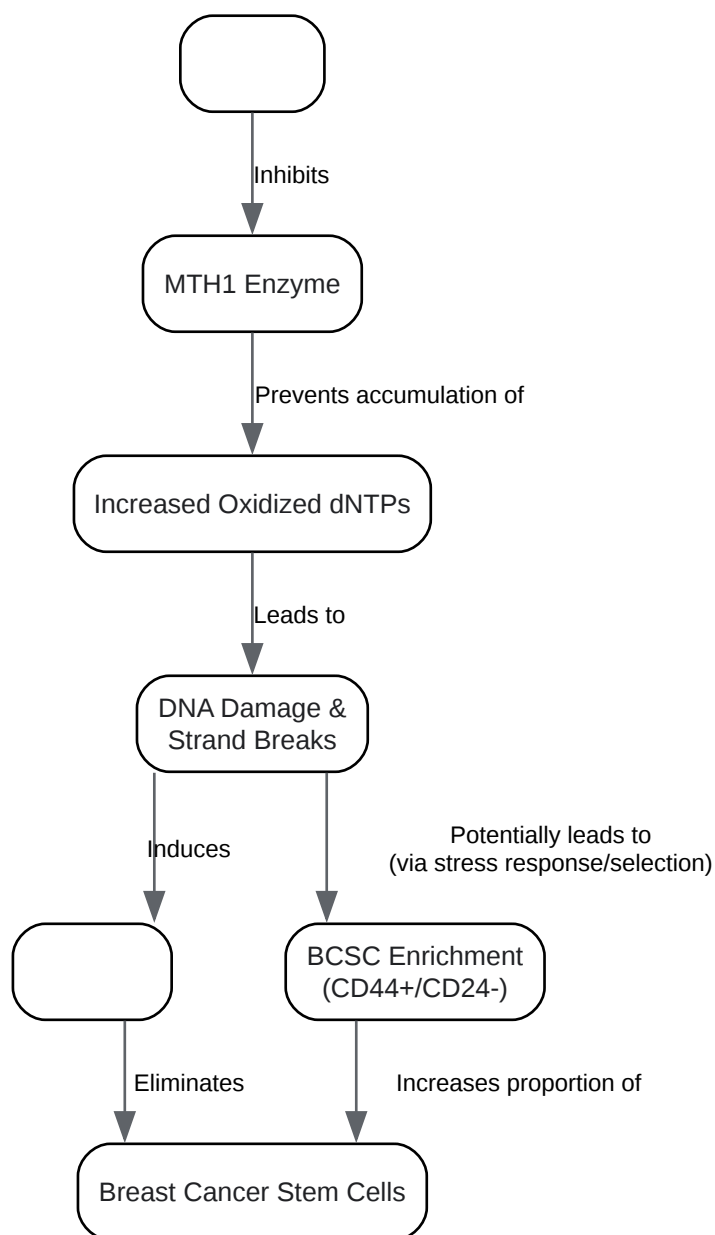 Inhibits
MTH1 Enzyme
Prevents accumulation of
Increased Oxidized dNTPs
Leads to
DNA Damage &
Strand Breaks
Induces
Potentially leads to
(via stress response/selection)
BCSC Enrichment
(CD44+/CD24-)
Eliminates
Increases proportion of
Breast Cancer Stem Cells